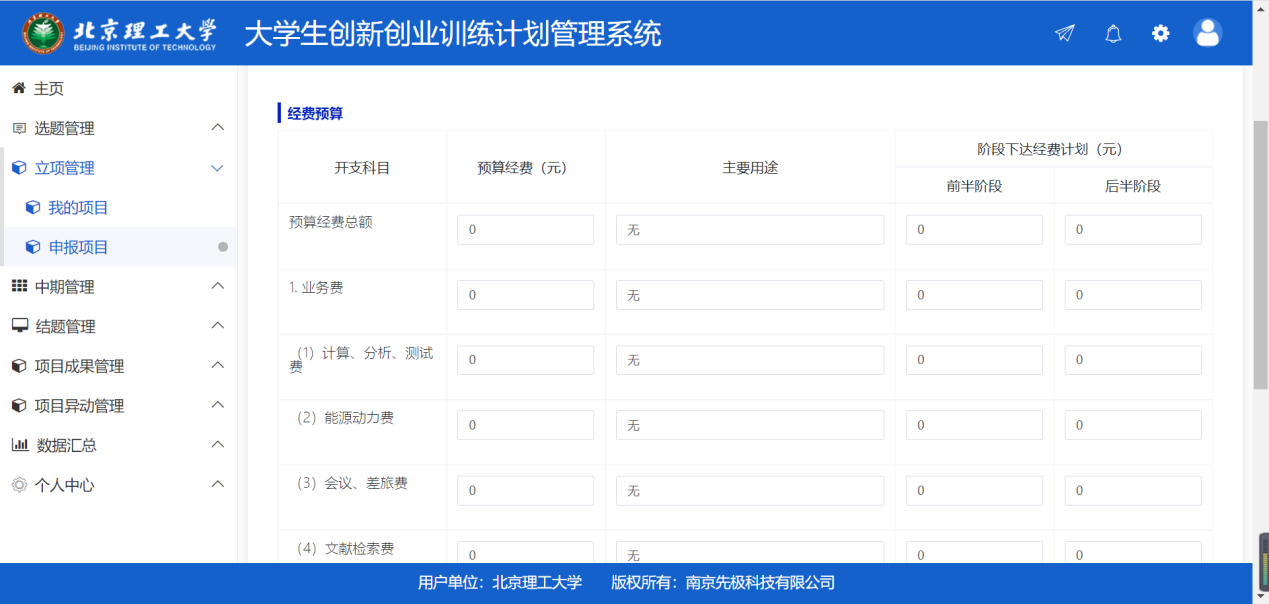 北京理工大学
BEIJING INSTITUTE OF TECHNOLOGY
大学生创新创业训练计划管理系统
主页
选题管理
立项管理
我的项目
申报项目
中期管理
结题管理
项目成果管理
项目异动管理
数据汇总
个人中心
经费预算
开支科目 预算经费（元） 主要用途 阶段下达经费计划（元）
前半阶段 后半阶段
预算经费总额 0 无 0 0
1. 业务费 0 无 0 0
（1）计算、分析、测试
费 0 无 0 0
（2）能源动力费 0 无 0 0
（3）会议、差旅费 0 无 0 0
（4）文献检索费 0 无 0 0
用户单位：北京理工大学 版权所有：南京先极科技有限公司